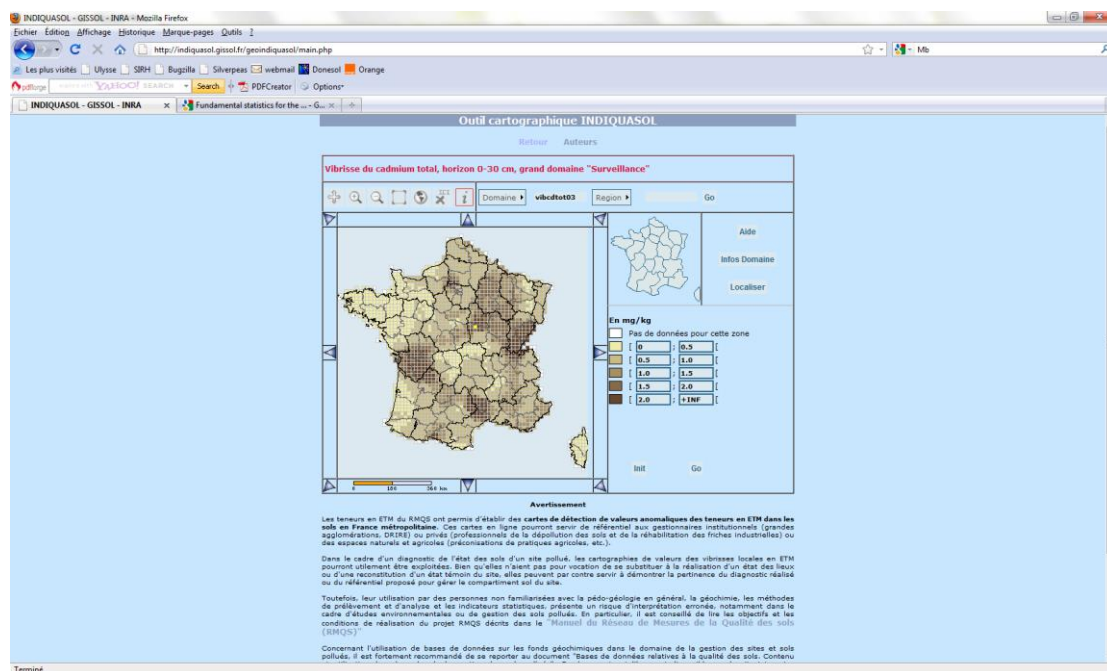 INDIQUASOL - GISSOL - INRA - Mozilla Firefox
Fichier Édition Affichage Historique Marque-pages Outils ?
http://indiquasol.gissol.fr/geoindiquasol/main.php
Mb
Les plus visités Ulysse SIRH Bugzilla Silverpeas webmail Donesol Orange
pdfforge YAHOO! SEARCH Search PDFCreator Options
INDIQUASOL - GISSOL - INRA x Fundamental statistics for the ... - G... x
Outil cartographique INDIQUASOL
Retour Auteurs
Vibrisse du cadmium total, horizon 0-30 cm, grand domaine "Surveillance"
i Domaine vibcdtot03 Region Go
Aide
Infos Domaine
Localiser
En mg/kg
Pas de données pour cette zone
[ 0 ; 0.5 [
[ 0.5 ; 1.0 [
[ 1.0 ; 1.5 [
[ 1.5 ; 2.0 [
[ 2.0 ; +INF [
Init Go
Avertissement
Les teneurs en ETM du RMQS ont permis d'établir des cartes de détection de valeurs anomaliques des teneurs en ETM dans les
sols en France métropolitaine. Ces cartes en ligne pourront servir de référentiel aux gestionnaires institutionnels (grandes
agglomérations, DRIRE) ou privés (professionnels de la dépollution des sols et de la réhabilitation des friches industrielles) ou
des espaces naturels et agricoles (préconisations de pratiques agricoles, etc.).
Dans le cadre d'un diagnostic de l'état des sols d'un site pollué, les cartographies de valeurs des vibrisses locales en ETM
pourront utilement être exploitées. Bien qu'elles n'aient pas pour vocation de se substituer à la réalisation d'un état des lieux
ou d'une reconstitution d'un état témoin du site, elles peuvent par contre servir à démontrer la pertinence du diagnostic réalisé
ou du référentiel proposé pour gérer le compartiment sol du site.
Toutefois, leur utilisation par des personnes non familiarisées avec la pédo-géologie en général, la géochimie, les méthodes
de prélèvement et d'analyse et les indicateurs statistiques, présente un risque d'interprétation erronée, notamment dans le
cadre d'études environnementales ou de gestion des sols pollués. En particulier, il est conseillé de lire les objectifs et les
conditions de réalisation du projet RMQS décrits dans le "Manuel du Réseau de Mesures de la Qualité des sols
(RMQS)"
Concernant l'utilisation de bases de données sur les fonds géochimiques dans le domaine de la gestion des sites et sols
pollués, il est fortement recommandé de se reporter au document "Bases de données relatives à la qualité des sols. Contenu
Terminé